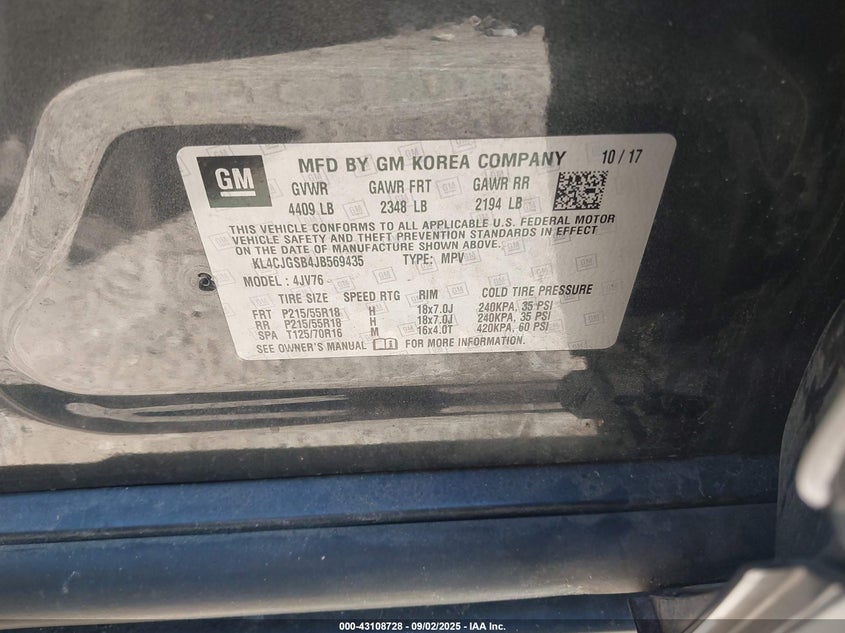 GM MFD BY GM KOREA COMPANY 10 / 17
GVWR GAWR FRT GAWR RR
4409 LB 2348 LB 2194 LB
THIS VEHICLE CONFORMS TO ALL APPLICABLE U.S. FEDERAL MOTOR
VEHICLE SAFETY AND THEFT PREVENTION STANDARDS IN EFFECT
ON THE DATE OF MANUFACTURE SHOWN ABOVE.
KL4CJGSB4JB569435 TYPE: MPV
MODEL : 4JV76
TIRE SIZE SPEED RTG RIM COLD TIRE PRESSURE
FRT P215/55R18 H 18x7.0J 240KPA, 35 PSI
RR P215/55R18 H 18x7.0J 240KPA, 35 PSI
SPA T125/70R16 M 16x4.0T 420KPA, 60 PSI
SEE OWNER'S MANUAL FOR MORE INFORMATION.
000-43108728 - 09/02/2025 - IAA Inc.